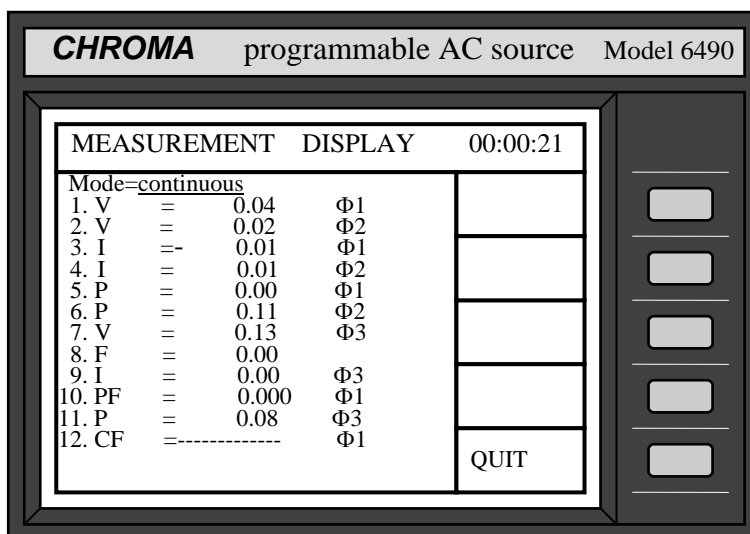 CHROMA programmable AC source Model 6490
MEASUREMENT DISPLAY 00:00:21
Mode=continuous
1. V = 0.04 Φ1
2. V = 0.02 Φ2
3. I =- 0.01 Φ1
4. I = 0.01 Φ2
5. P = 0.00 Φ1
6. P = 0.11 Φ2
7. V = 0.13 Φ3
8. F = 0.00
9. I = 0.00 Φ3
10. PF = 0.000 Φ1
11. P = 0.08 Φ3
12. CF =------------- Φ1
QUIT